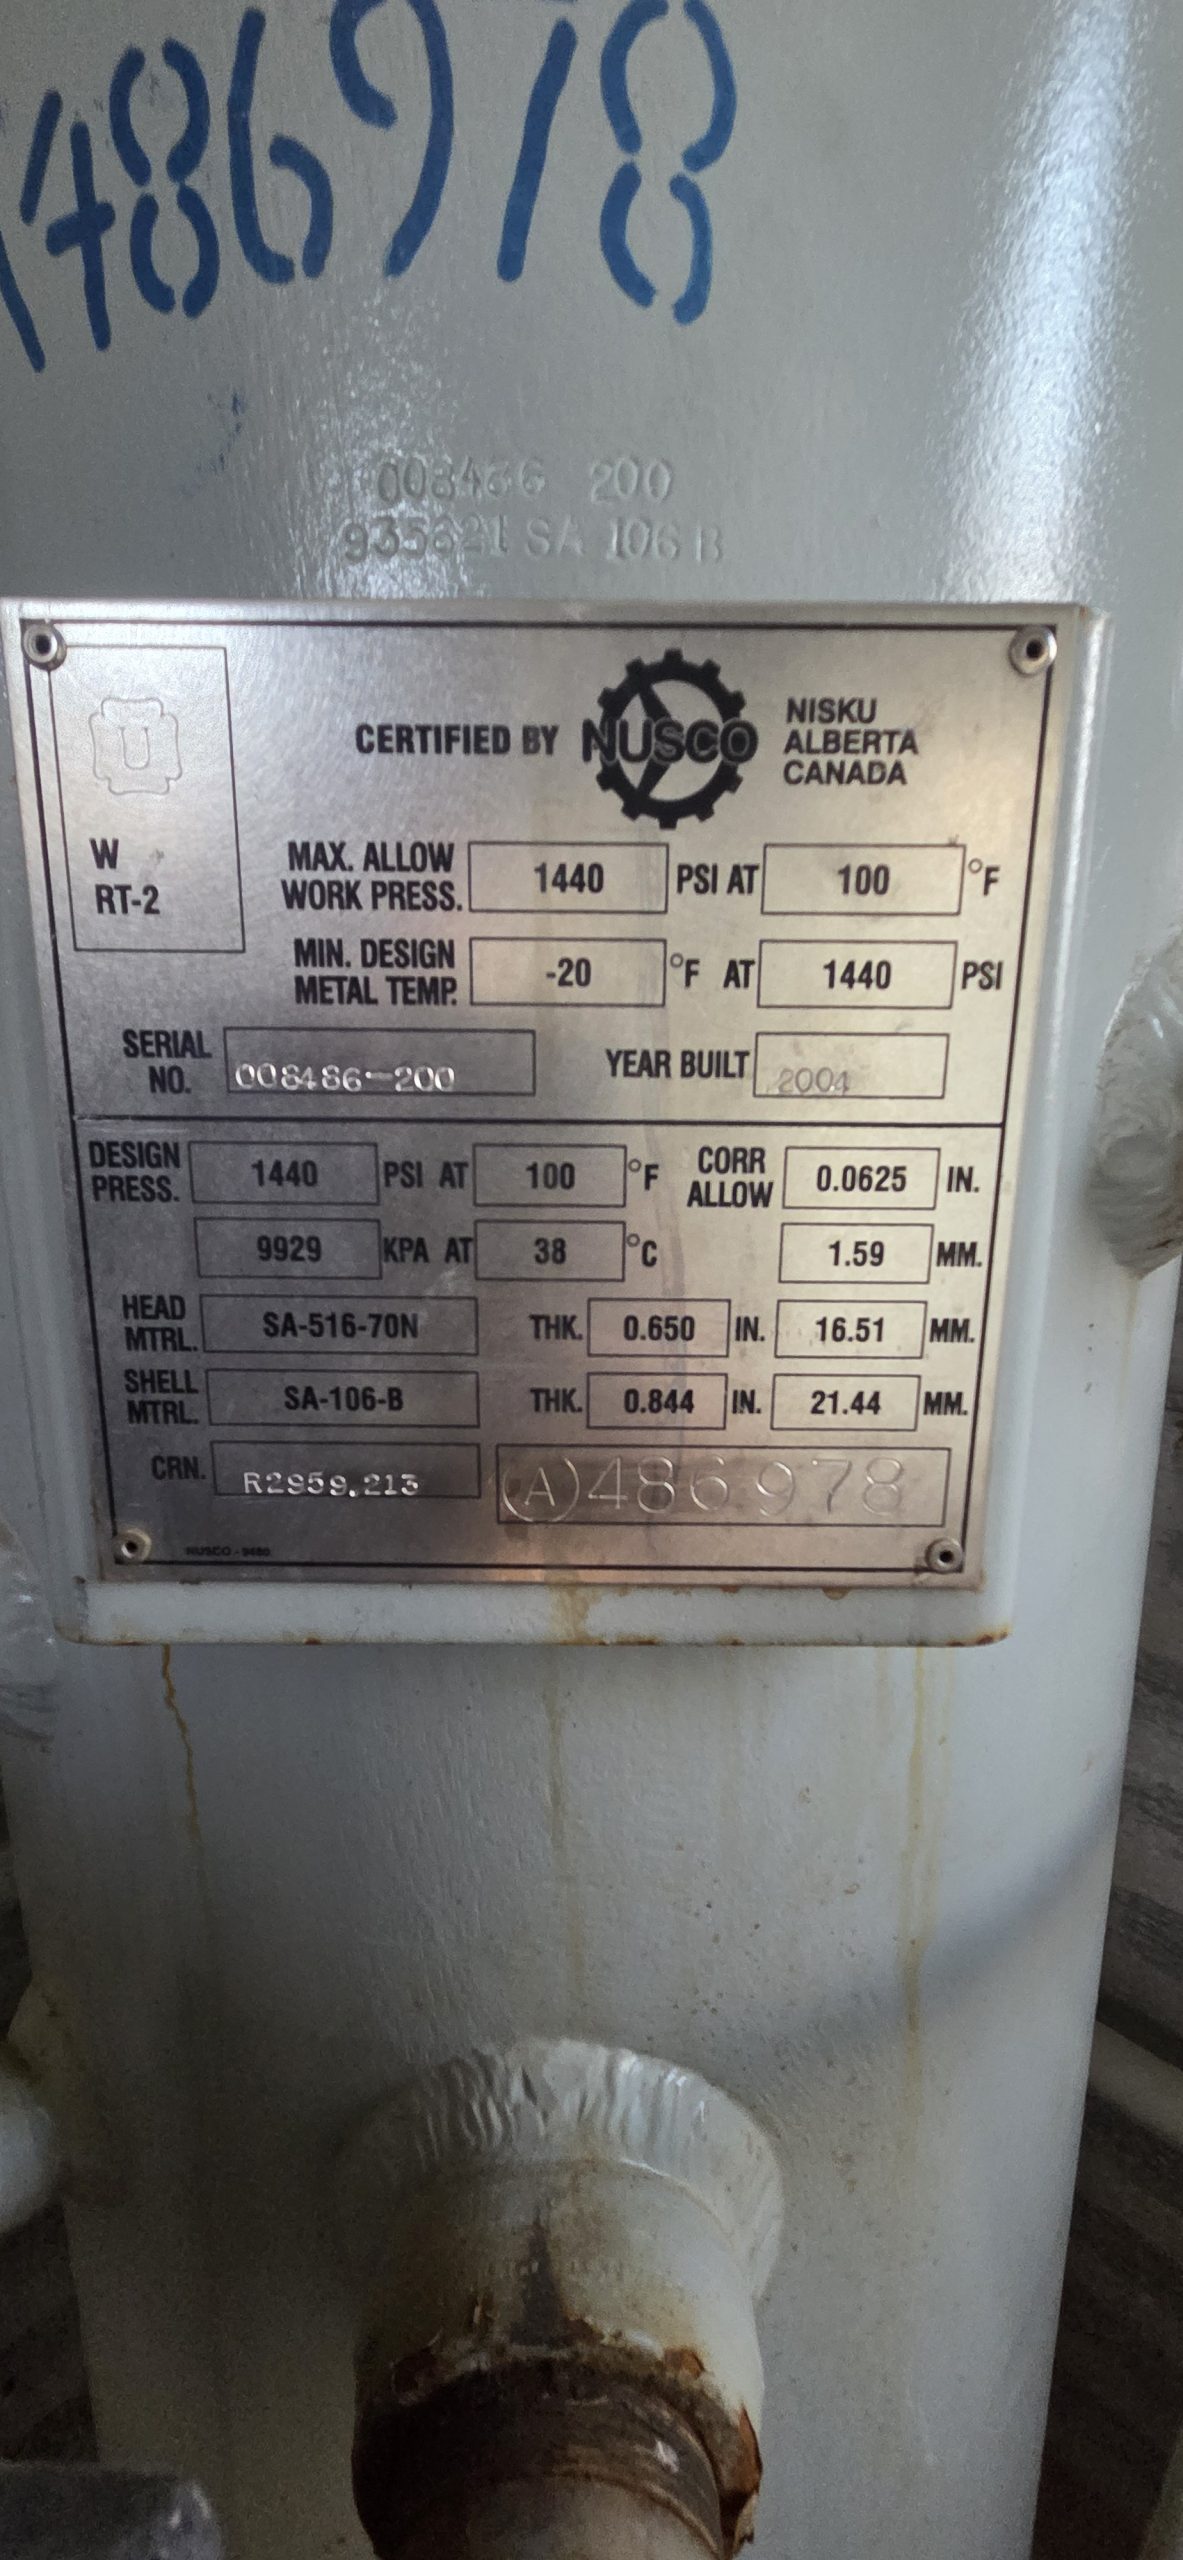 A486978
008486 200
935621 SA 106 B
U
W
RT-2
CERTIFIED BY NUSCO
NISKU
ALBERTA
CANADA
MAX. ALLOW WORK PRESS. 1440 PSI AT 100 °F
MIN. DESIGN METAL TEMP. -20 °F AT 1440 PSI
SERIAL NO. 008486-200 YEAR BUILT 2004
DESIGN PRESS. 1440 PSI AT 100 °F CORR ALLOW 0.0625 IN.
9929 KPA AT 38 °C 1.59 MM.
HEAD MTRL. SA-516-70N THK. 0.650 IN. 16.51 MM.
SHELL MTRL. SA-106-B THK. 0.844 IN. 21.44 MM.
CRN. R2959.213 (A)486978
NUSCO - 9480